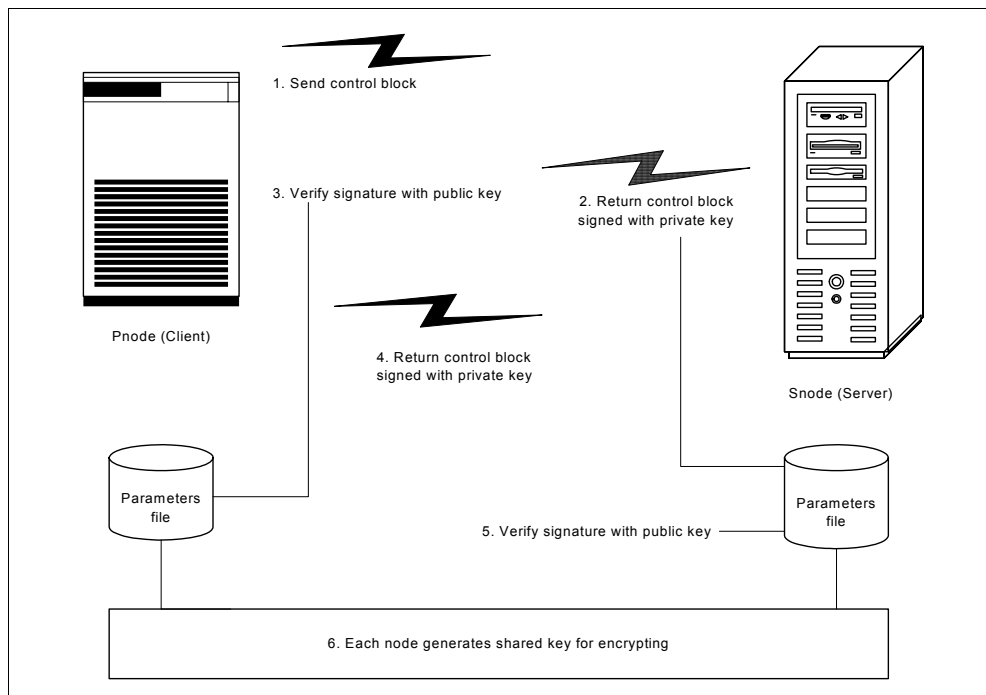 1. Send control block
3. Verify signature with public key
2. Return control block
signed with private key
Pnode (Client)
4. Return control block
signed with private key
Snode (Server)
Parameters
file
Parameters
file
5. Verify signature with public key
6. Each node generates shared key for encrypting